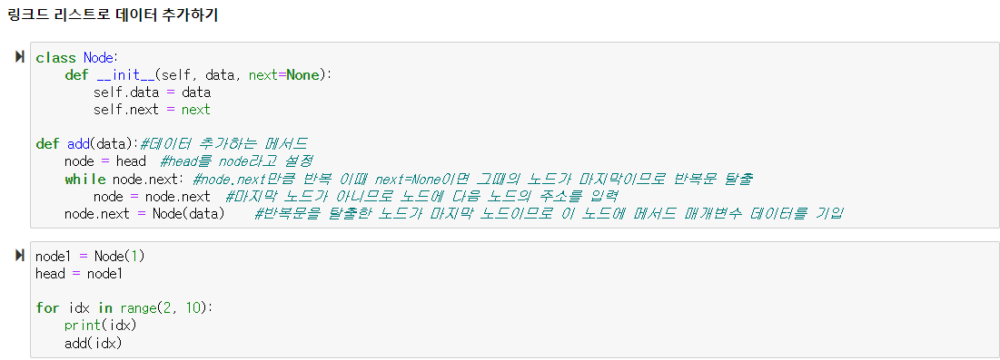 링크드 리스트로 데이터 추가하기
class Node:
    def __init__(self, data, next=None):
        self.data = data
        self.next = next
def add(data):#데이터 추가하는 메서드
    node = head  #head를 node라고 설정
    while node.next: #node.next만큼 반복 이때 next=None이면 그때의 노드가 마지막이므로 반복문 탈출
        node = node.next  #마지막 노드가 아니므로 노드에 다음 노드의 주소를 입력
    node.next = Node(data)    #반복문을 탈출한 노드가 마지막 노드이므로 이 노드에 메서드 매개변수 데이터를 기입
node1 = Node(1)
head = node1
for idx in range(2, 10):
    print(idx)
    add(idx)